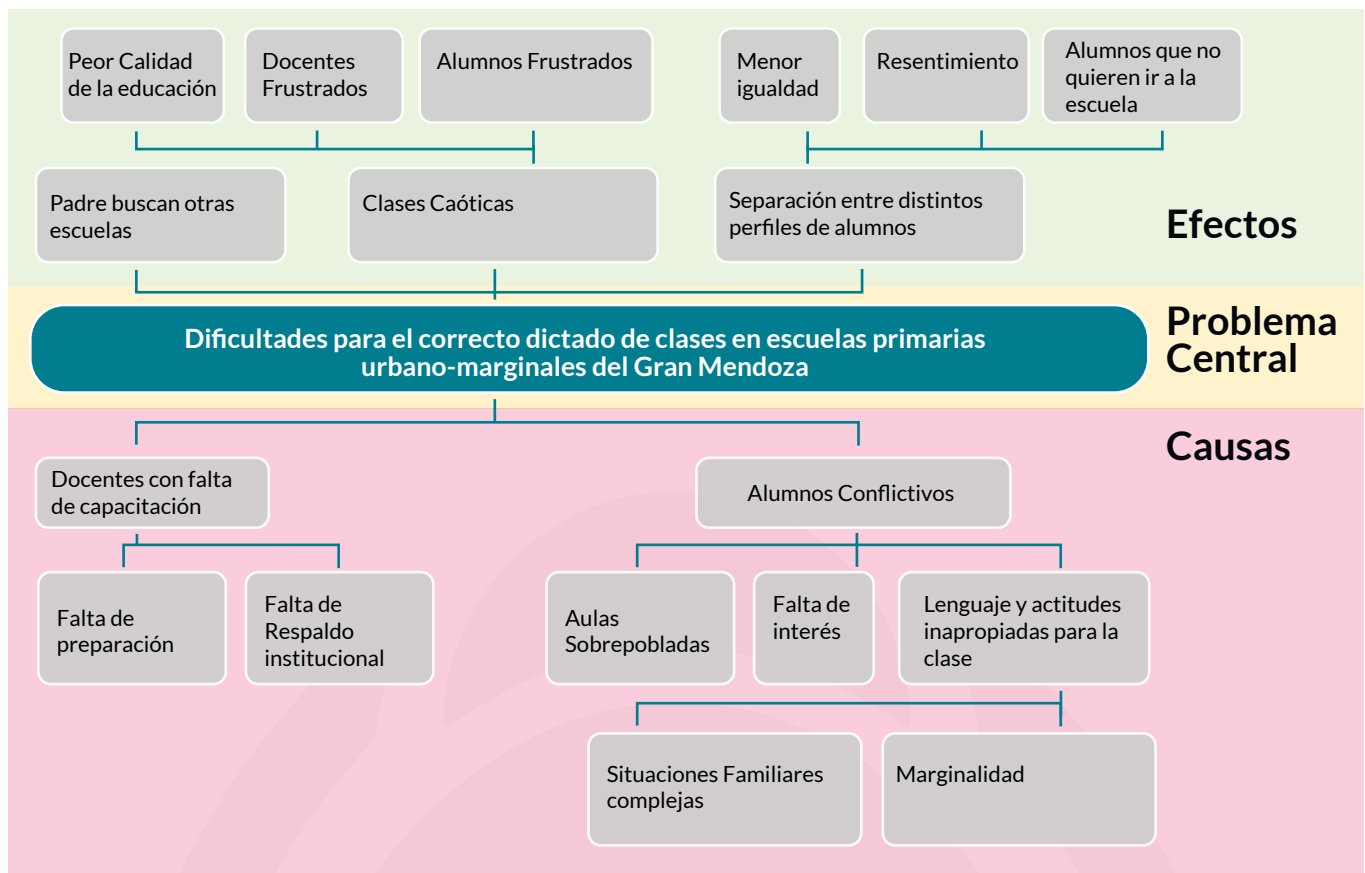 Peor Calidad
de la educación
Docentes
Frustrados
Alumnos Frustrados
Menor
igualdad
Resentimiento
Alumnos que no
quieren ir a la
escuela
Padre buscan otras
escuelas
Clases Caóticas
Separación entre distintos
perfiles de alumnos
Efectos
Dificultades para el correcto dictado de clases en escuelas primarias
urbano-marginales del Gran Mendoza
Problema
Central
Causas
Docentes con falta
de capacitación
Alumnos Conflictivos
Falta de
preparación
Falta de
Respaldo
institucional
Aulas
Sobrepobladas
Falta de
interés
Lenguaje y actitudes
inapropiadas para la
clase
Situaciones Familiares
complejas
Marginalidad